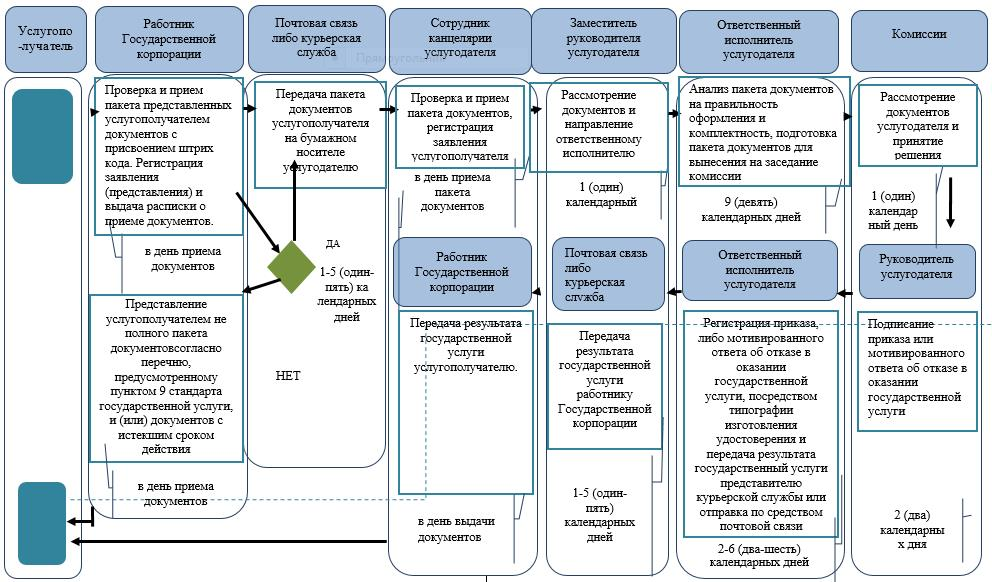 Услугопо
-лучатель
Работник
Государственной
корпорации
Почтовая связь
либо курьерская
служба
Сотрудник
канцелярии
услугодателя
Заместитель
руководителя
услугодателя
Ответственный
исполнитель
услугодателя
Комиссии
Проверка и прием
пакета представленных
услугополучателем
документов с
присвоением штрих
кода. Регистрация
заявления
(представления) и
выдача расписки о
приеме документов.
в день приема
документов
Представление
услугополучателем не
полного пакета
документовсогласно
перечню,
предусмотренному
пунктом 9 стандарта
государственной услуги,
и (или) документов с
истекшим сроком
действия
в день приема
документов
Передача пакета
документов
услугополучателя
на бумажном
носителе
услугодателю
ДА
1-5 (один-
пять) ка
лендарных
дней
НЕТ
Проверка и прием
пакета документов,
регистрация
заявления
услугополучателя
в день приема
пакета
документов
Работник
Государственной
корпорации
Передача результата
государственной
услуги
услугополучателю.
в день выдачи
документов
Рассмотрение
документов и
направление
ответственному
исполнителю
1 (один)
календарный
Почтовая связь
либо
курьерская
служба
Передача
результата
государственной
услуги
работнику
Государственной
корпорации
1-5 (один-
пять)
календарных
дней
Анализ пакета документов
на правильность
оформления и
комплектность, подготовка
пакета документов для
вынесения на заседание
комиссии
9 (девять)
календарных дней
Ответственный
исполнитель
услугодателя
Регистрация приказа,
либо мотивированного
ответа об отказе в
оказании
государственной
услуги, посредством
типографии
изготовления
удостоверения и
передача результата
государственный услуги
представителю
курьерской службы или
отправка по средством
почтовой связи
2-6 (два-шесть)
календарных дней
Рассмотрение
документов
услугодателя и
принятие
решения
1 (один)
календар
ный день
Руководитель
услугодателя
Подписание
приказа или
мотивированного
ответа об отказе в
оказании
государственной
услуги
2 (два)
календарны
х дня